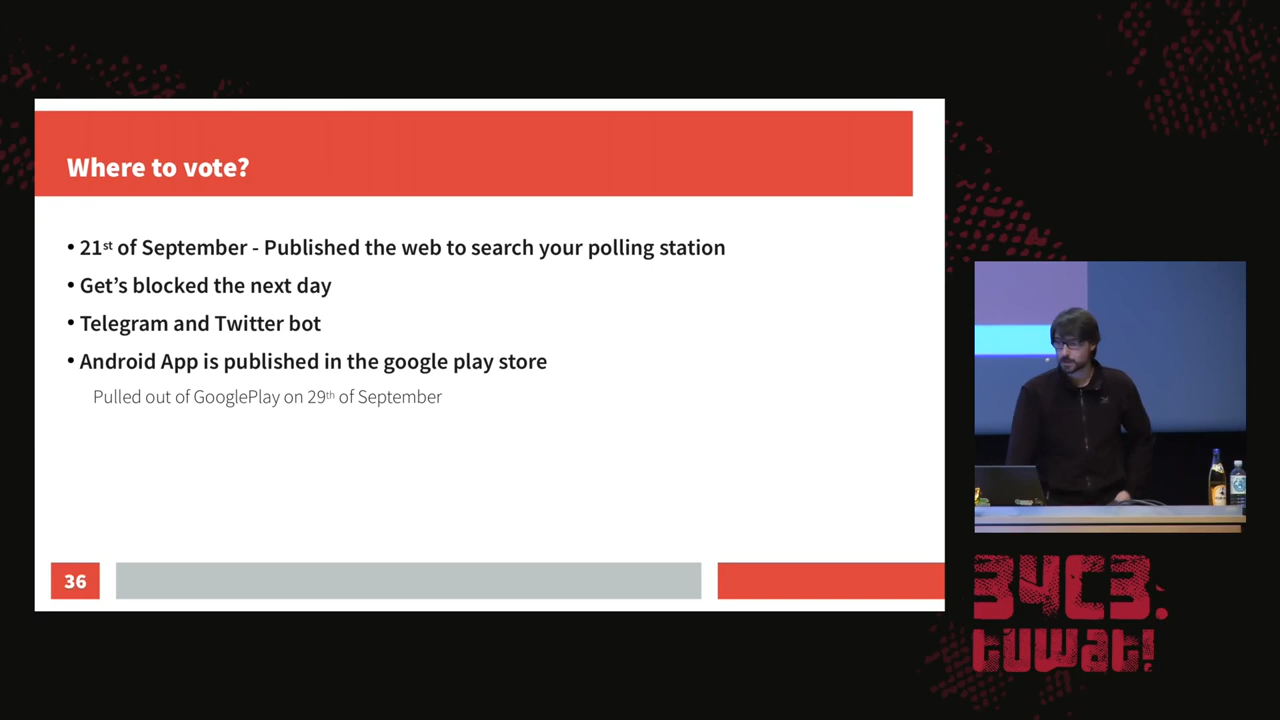 Where to vote?
• 21st of September - Published the web to search your polling station
• Get’s blocked the next day
• Telegram and Twitter bot
• Android App is published in the google play store
Pulled out of GooglePlay on 29th of September
36
34C3.
tuwat!